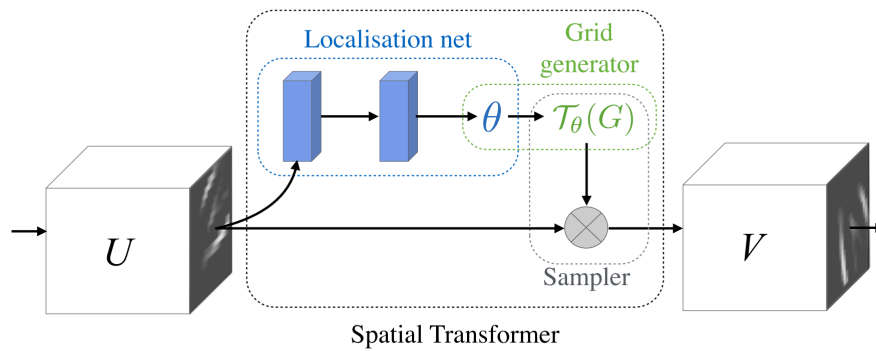 Localisation net
Grid
generator
θ
𝒯θ(G)
U
V
Sampler
Spatial Transformer